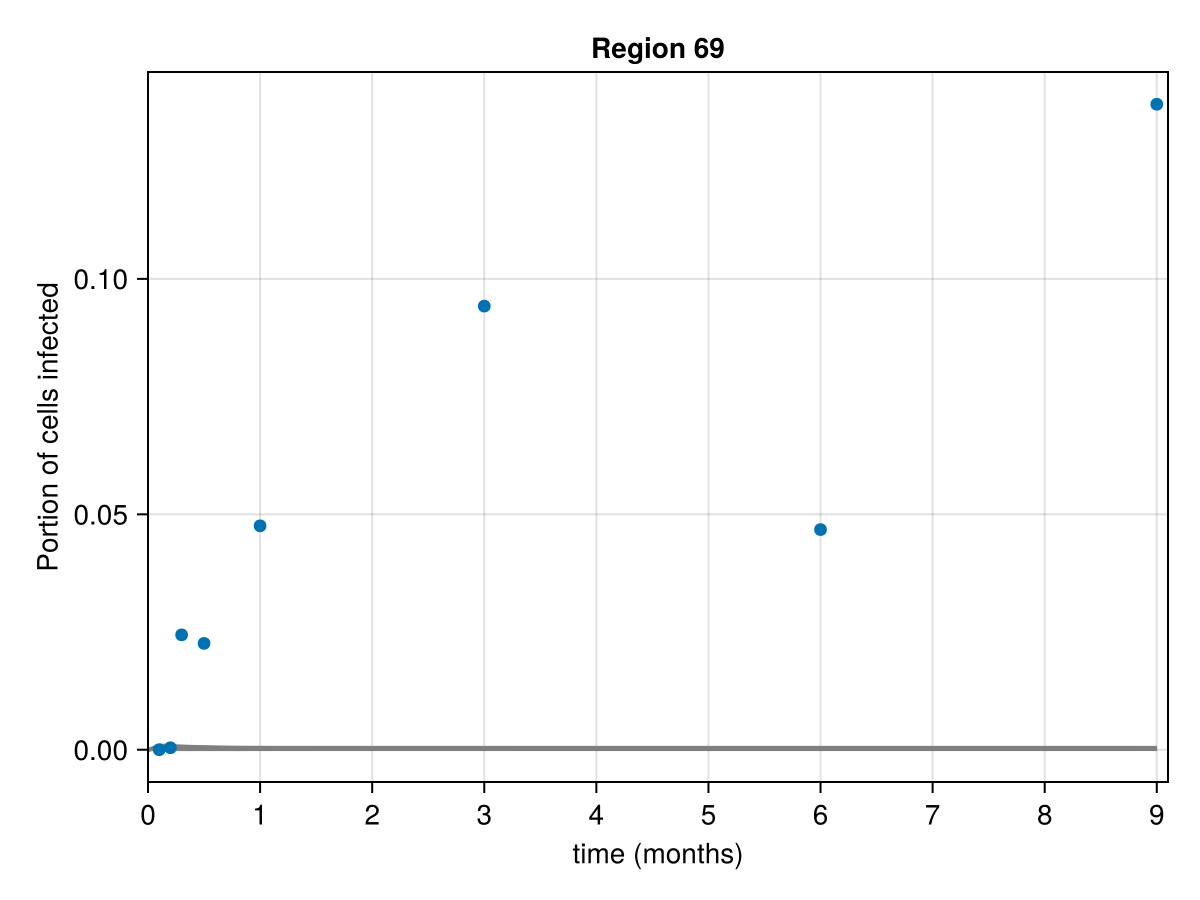 Region 69
Portion of cells infected
0.10
0.05
0.00
0 1 2 3 4 5 6 7 8 9
time (months)